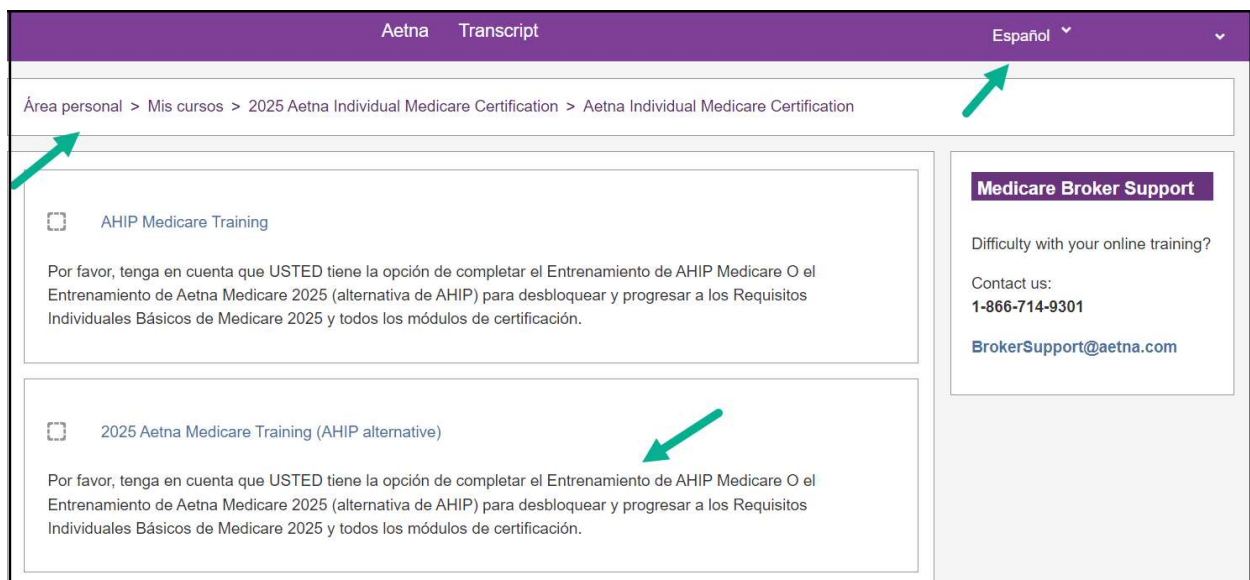 Aetna Transcript Español
Área personal > Mis cursos > 2025 Aetna Individual Medicare Certification > Aetna Individual Medicare Certification
AHIP Medicare Training
Por favor, tenga en cuenta que USTED tiene la opción de completar el Entrenamiento de AHIP Medicare O el
Entrenamiento de Aetna Medicare 2025 (alternativa de AHIP) para desbloquear y progresar a los Requisitos
Individuales Básicos de Medicare 2025 y todos los módulos de certificación.
2025 Aetna Medicare Training (AHIP alternative)
Por favor, tenga en cuenta que USTED tiene la opción de completar el Entrenamiento de AHIP Medicare O el
Entrenamiento de Aetna Medicare 2025 (alternativa de AHIP) para desbloquear y progresar a los Requisitos
Individuales Básicos de Medicare 2025 y todos los módulos de certificación.
Medicare Broker Support
Difficulty with your online training?
Contact us:
1-866-714-9301
BrokerSupport@aetna.com